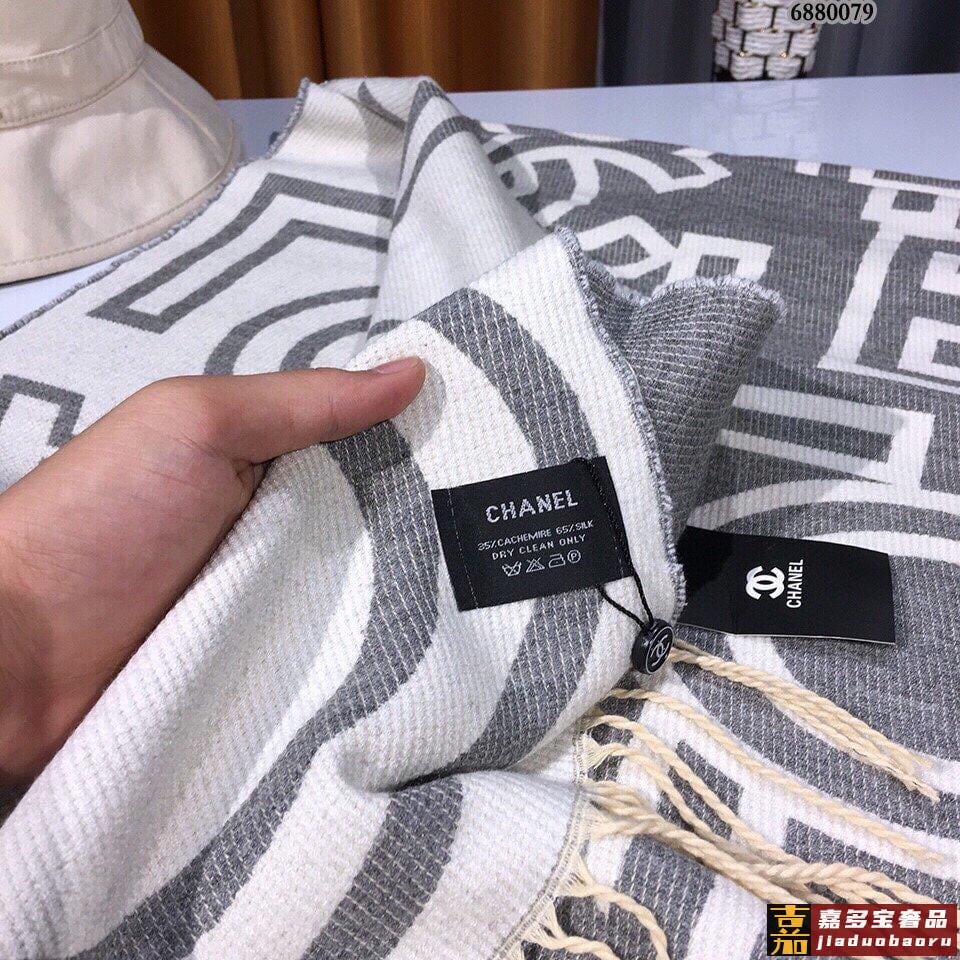 6880079
CHANEL
35%CACHEMIRE 65%SILK
DRY CLEAN ONLY
CHANEL
嘉多宝奢品
jiaduobaoru